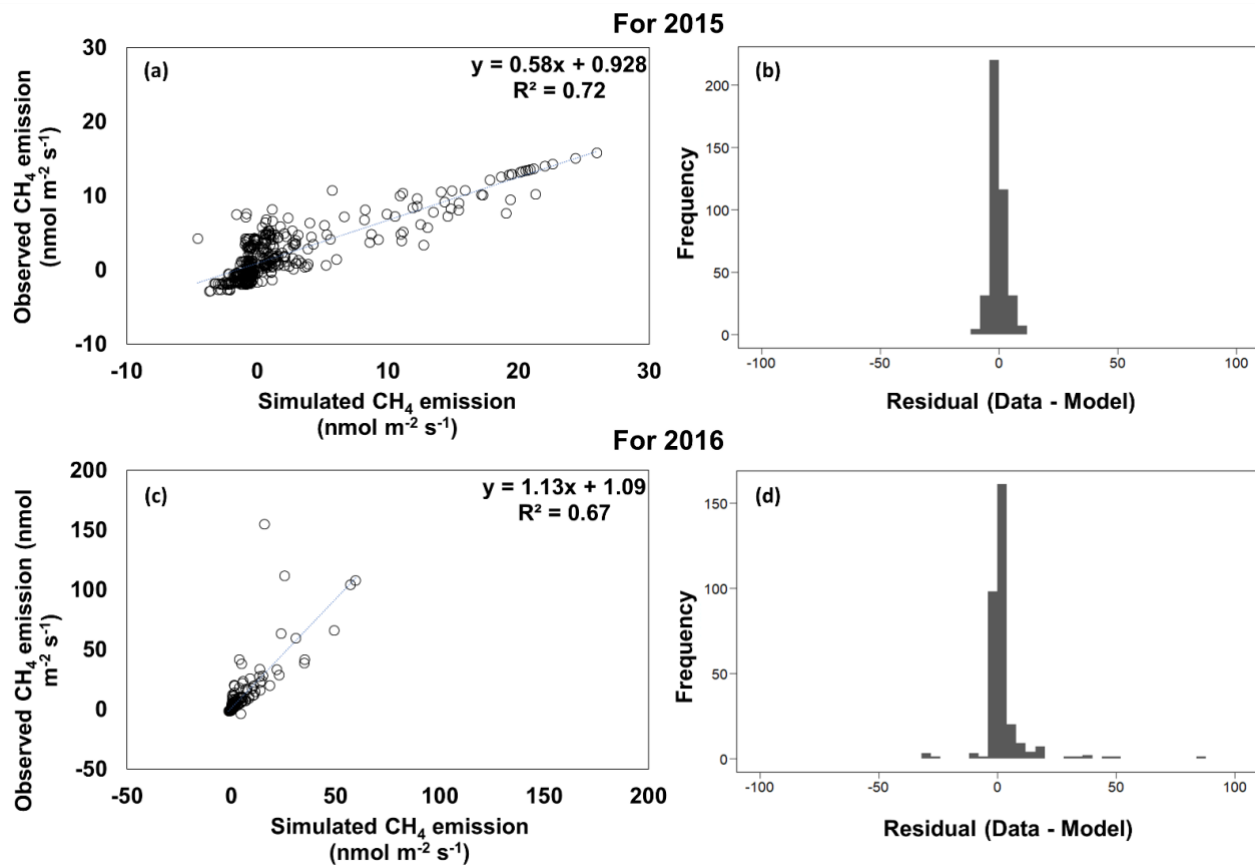 For 2015
(a)
y = 0.58x + 0.928
R² = 0.72
30
20
10
0
-10
Observed CH₄ emission
(nmol m⁻² s⁻¹)
-10 0 10 20 30
Simulated CH₄ emission
(nmol m⁻² s⁻¹)
(b)
200
150
100
50
0
Frequency
-100 -50 0 50 100
Residual (Data - Model)
For 2016
(c)
y = 1.13x + 1.09
R² = 0.67
200
150
100
50
0
-50
Observed CH₄ emission (nmol
m⁻² s⁻¹)
-50 0 50 100 150 200
Simulated CH₄ emission
(nmol m⁻² s⁻¹)
(d)
150
100
50
0
Frequency
-100 -50 0 50 100
Residual (Data - Model)